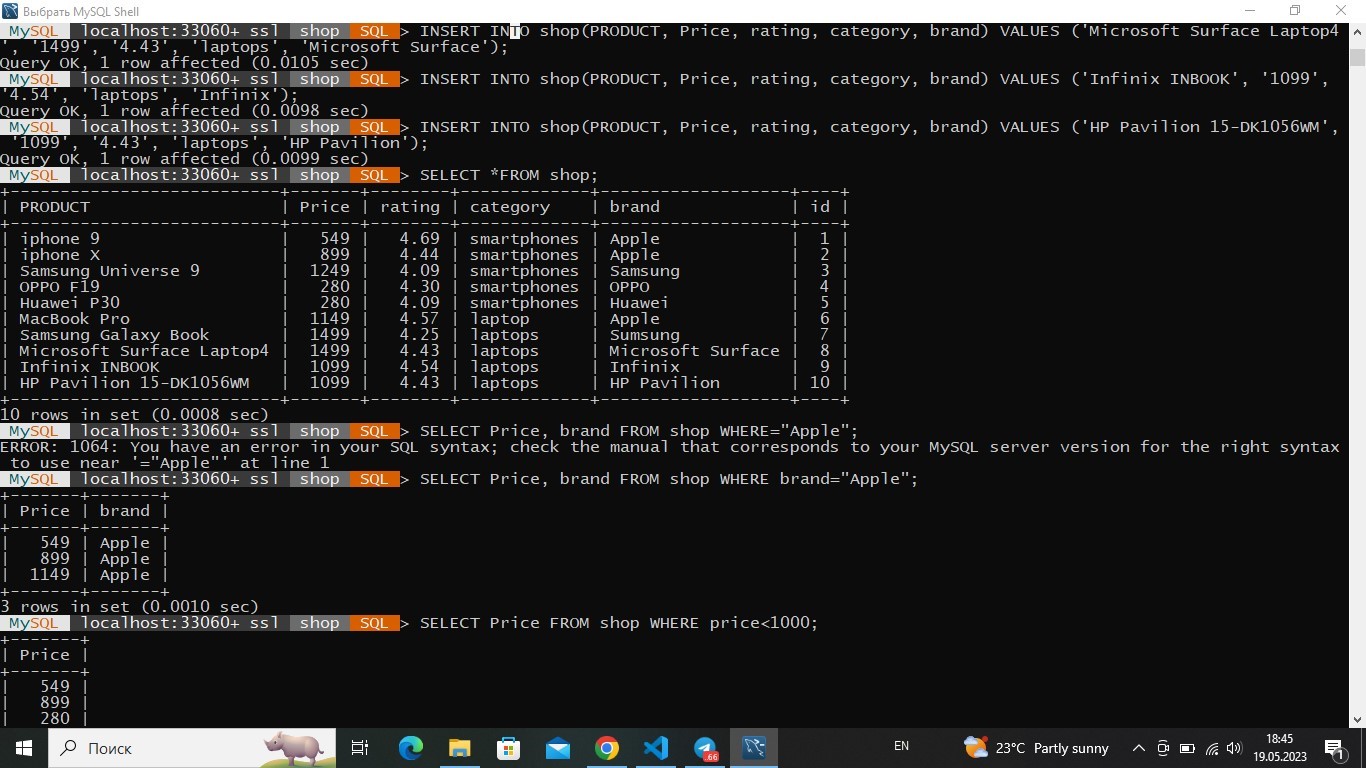 Выбрать MySQL Shell
MySQL localhost:33060+ ssl shop SQL > INSERT INTO shop(PRODUCT, Price, rating, category, brand) VALUES ('Microsoft Surface Laptop4
', '1499', '4.43', 'laptops', 'Microsoft Surface');
Query OK, 1 row affected (0.0105 sec)
MySQL localhost:33060+ ssl shop SQL > INSERT INTO shop(PRODUCT, Price, rating, category, brand) VALUES ('Infinix INBOOK', '1099',
'4.54', 'laptops', 'Infinix');
Query OK, 1 row affected (0.0098 sec)
MySQL localhost:33060+ ssl shop SQL > INSERT INTO shop(PRODUCT, Price, rating, category, brand) VALUES ('HP Pavilion 15-DK1056WM',
'1099', '4.43', 'laptops', 'HP Pavilion');
Query OK, 1 row affected (0.0099 sec)
MySQL localhost:33060+ ssl shop SQL > SELECT *FROM shop;
+---------------------------+-------+--------+-------------+-------------------+----+
| PRODUCT | Price | rating | category | brand | id |
+---------------------------+-------+--------+-------------+-------------------+----+
| iphone 9 | 549 | 4.69 | smartphones | Apple | 1 |
| iphone X | 899 | 4.44 | smartphones | Apple | 2 |
| Samsung Universe 9 | 1249 | 4.09 | smartphones | Samsung | 3 |
| OPPO F19 | 280 | 4.30 | smartphones | OPPO | 4 |
| Huawei P30 | 280 | 4.09 | smartphones | Huawei | 5 |
| MacBook Pro | 1149 | 4.57 | laptop | Apple | 6 |
| Samsung Galaxy Book | 1499 | 4.25 | laptops | Sumsung | 7 |
| Microsoft Surface Laptop4 | 1499 | 4.43 | laptops | Microsoft Surface | 8 |
| Infinix INBOOK | 1099 | 4.54 | laptops | Infinix | 9 |
| HP Pavilion 15-DK1056WM | 1099 | 4.43 | laptops | HP Pavilion | 10 |
+---------------------------+-------+--------+-------------+-------------------+----+
10 rows in set (0.0008 sec)
MySQL localhost:33060+ ssl shop SQL > SELECT Price, brand FROM shop WHERE="Apple";
ERROR: 1064: You have an error in your SQL syntax; check the manual that corresponds to your MySQL server version for the right syntax
to use near '="Apple"' at line 1
MySQL localhost:33060+ ssl shop SQL > SELECT Price, brand FROM shop WHERE brand="Apple";
+-------+-------+
| Price | brand |
+-------+-------+
| 549 | Apple |
| 899 | Apple |
| 1149 | Apple |
+-------+-------+
3 rows in set (0.0010 sec)
MySQL localhost:33060+ ssl shop SQL > SELECT Price FROM shop WHERE price<1000;
+-------+
| Price |
+-------+
| 549 |
| 899 |
| 280 |
Поиск
.66
EN
23°C Partly sunny
18:45
19.05.2023
1